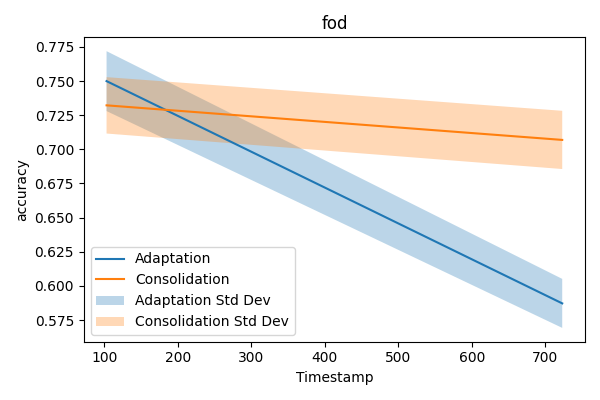 fod
0.775
0.750
0.725
0.700
0.675
0.650
0.625
0.600
0.575
accuracy
Adaptation
Consolidation
Adaptation Std Dev
Consolidation Std Dev
100 200 300 400 500 600 700
Timestamp